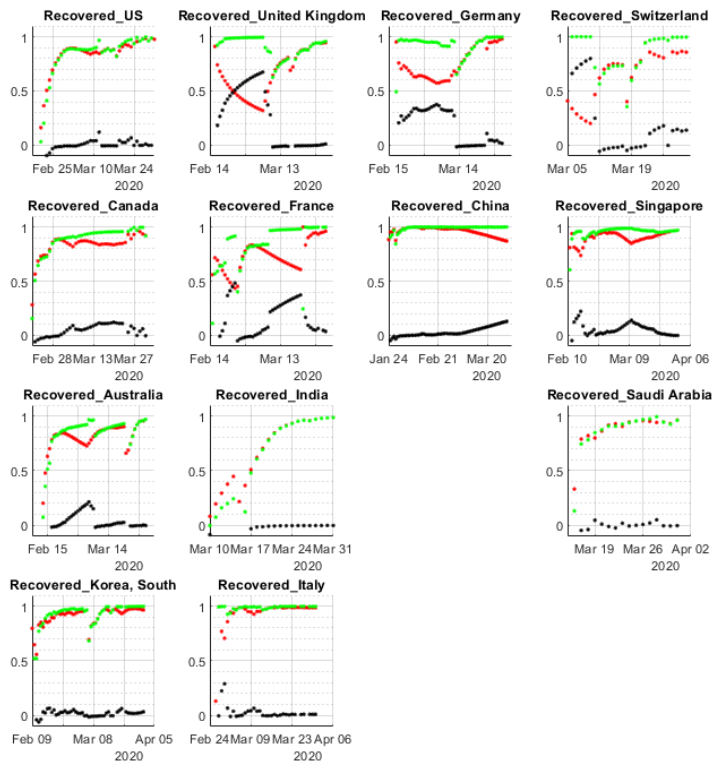 Recovered_US
1
0.5
0
Feb 25 Mar 10 Mar 24
2020
Recovered_United Kingdom
1
0.5
0
Feb 14 Mar 13
2020
Recovered_Germany
1
0.5
0
Feb 15 Mar 14
2020
Recovered_Switzerland
1
0.5
0
Mar 05 Mar 19
2020
Recovered_Canada
1
0.5
0
Feb 28 Mar 13 Mar 27
2020
Recovered_France
1
0.5
0
Feb 14 Mar 13
2020
Recovered_China
1
0.5
0
Jan 24 Feb 21 Mar 20
2020
Recovered_Singapore
1
0.5
0
Feb 10 Mar 09 Apr 06
2020
Recovered_Australia
1
0.5
0
Feb 15 Mar 14
2020
Recovered_India
1
0.5
0
Mar 10 Mar 17 Mar 24 Mar 31
2020
Recovered_Saudi Arabia
1
0.5
0
Mar 19 Mar 26 Apr 02
2020
Recovered_Korea, South
1
0.5
0
Feb 09 Mar 08 Apr 05
2020
Recovered_Italy
1
0.5
0
Feb 24 Mar 09 Mar 23 Apr 06
2020